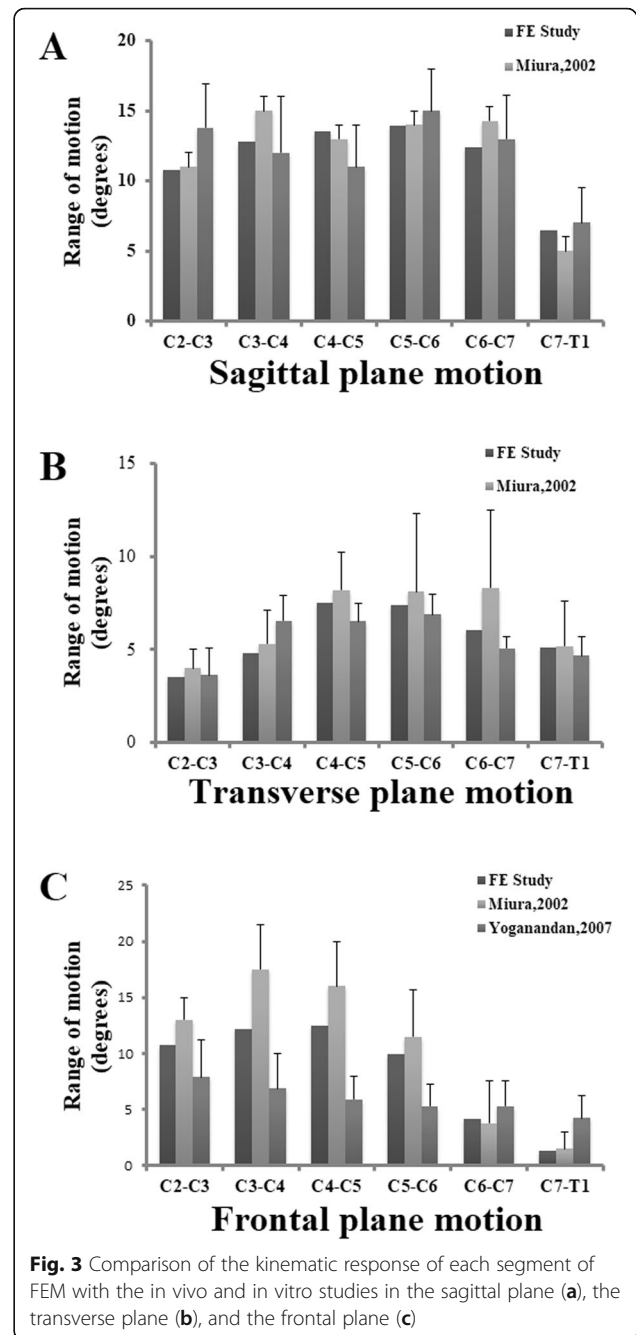 A
20
15
10
5
0
Range of motion
(degrees)
FE Study
Miura,2002
C2-C3 C3-C4 C4-C5 C5-C6 C6-C7 C7-T1
Sagittal plane motion
B
15
10
5
0
Range of motion
(degrees)
FE Study
Miura,2002
C2-C3 C3-C4 C4-C5 C5-C6 C6-C7 C7-T1
Transverse plane motion
C
25
20
15
10
5
0
Range of motion
(degrees)
FE Study
Miura,2002
Yoganandan,2007
C2-C3 C3-C4 C4-C5 C5-C6 C6-C7 C7-T1
Frontal plane motion
Fig. 3 Comparison of the kinematic response of each segment of
FEM with the in vivo and in vitro studies in the sagittal plane (a), the
transverse plane (b), and the frontal plane (c)